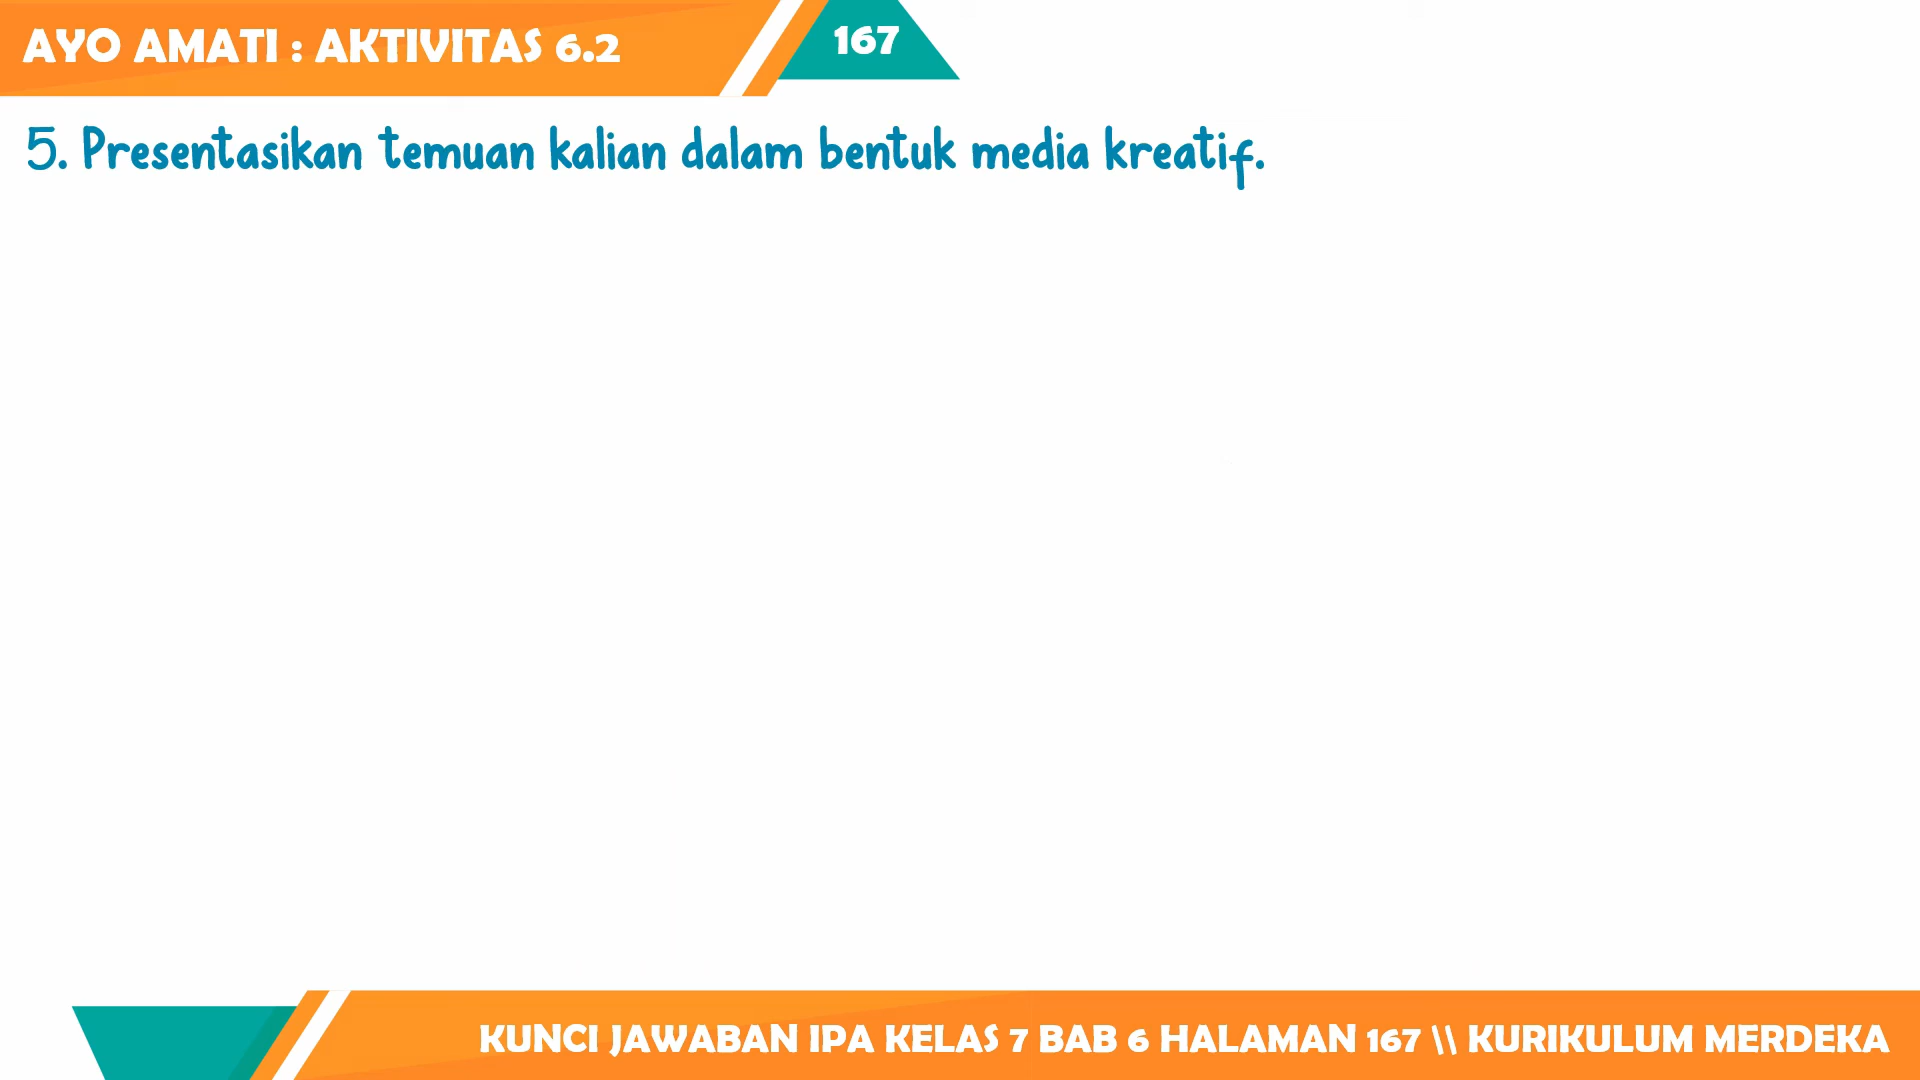 AYO AMATI : AKTIVITAS 6.2
167
5. Presentasikan temuan kalian dalam bentuk media kreatif.
KUNCI JAWABAN IPA KELAS 7 BAB 6 HALAMAN 167 \\ KURIKULUM MERDEKA